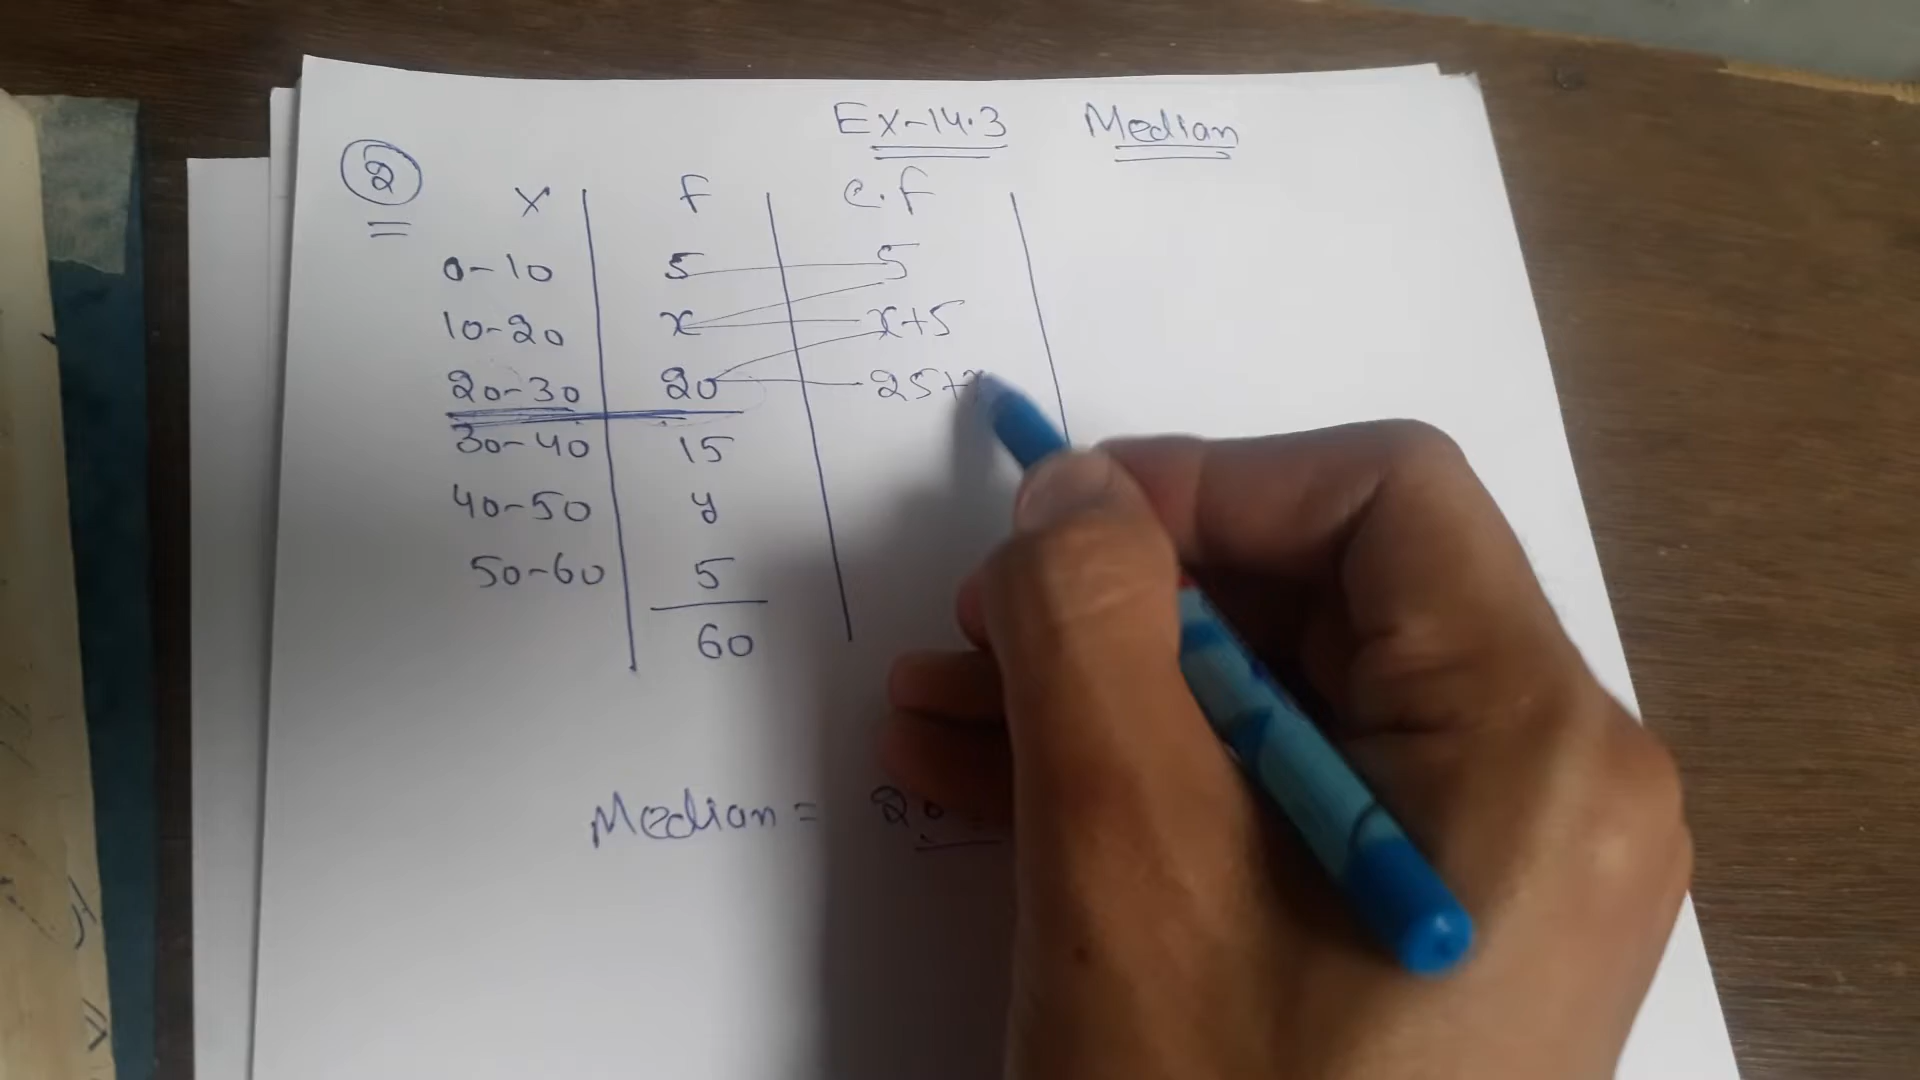 Ex-14.3 Median
2
x f c.f
0-10 5 5
10-20 x x+5
20-30 20 25+
30-40 15
40-50 y
50-60 5
60
Median = 20